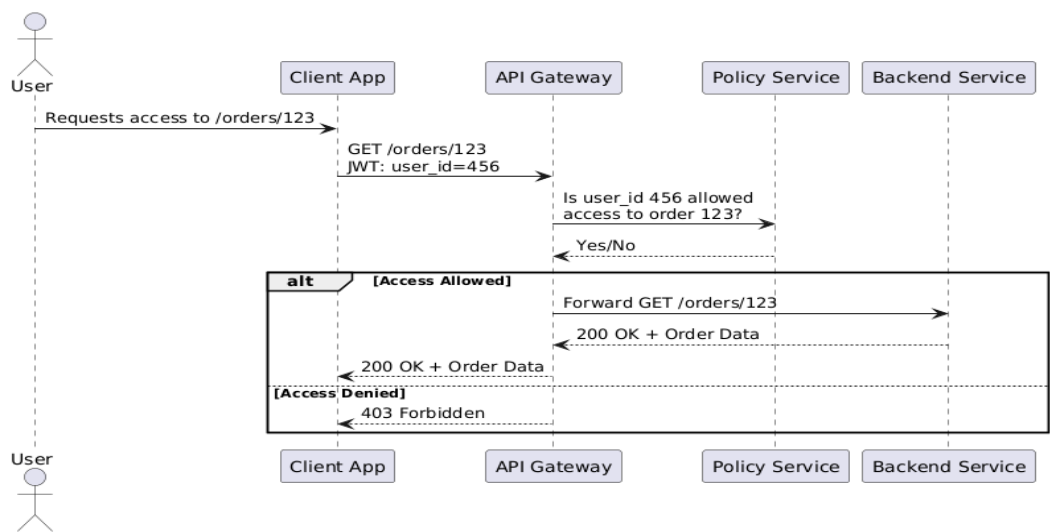 User
Client App
API Gateway
Policy Service
Backend Service
Requests access to /orders/123
GET /orders/123
JWT: user_id=456
Is user_id 456 allowed
access to order 123?
Yes/No
alt
[Access Allowed]
Forward GET /orders/123
200 OK + Order Data
200 OK + Order Data
[Access Denied]
403 Forbidden
User
Client App
API Gateway
Policy Service
Backend Service